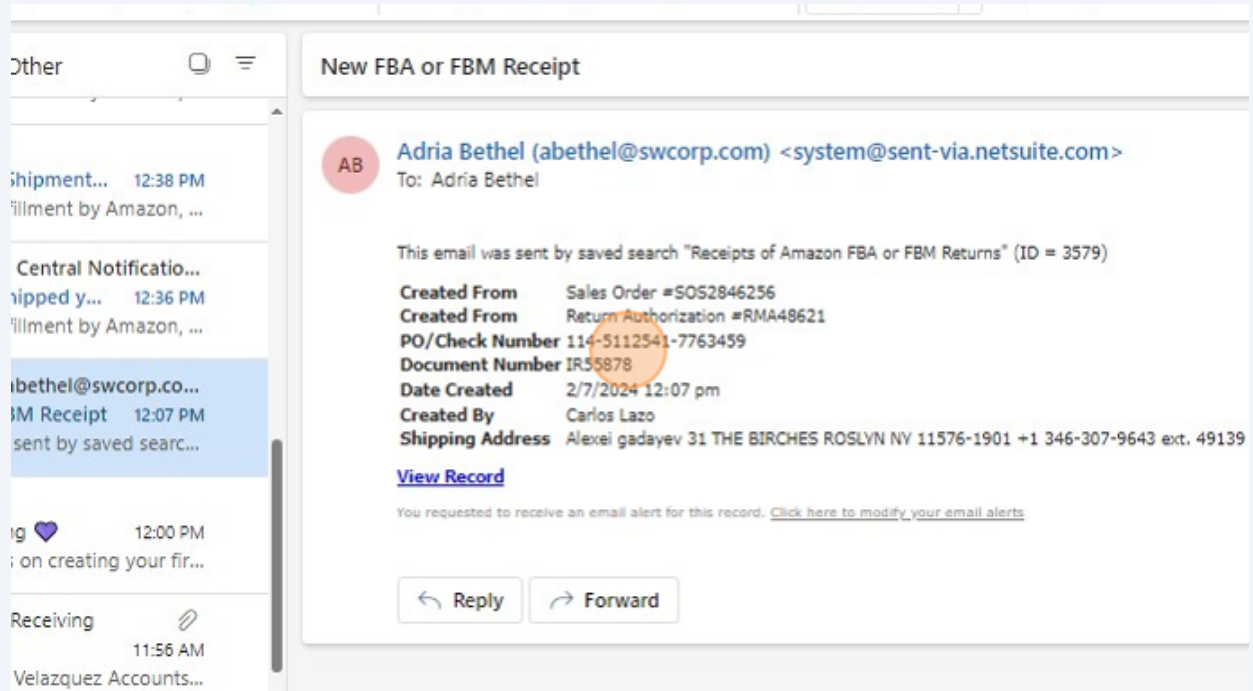 Other
New FBA or FBM Receipt
Shipment... 12:38 PM
fillment by Amazon, ...
Central Notificatio...
hipped y... 12:36 PM
fillment by Amazon, ...
abethel@swcorp.co...
BM Receipt 12:07 PM
sent by saved searc...
ng 💜 12:00 PM
on creating your fir...
Receiving
11:56 AM
Velazquez Accounts...
AB
Adria Bethel (abethel@swcorp.com) <system@sent-via.netsuite.com>
To: Adria Bethel
This email was sent by saved search "Receipts of Amazon FBA or FBM Returns" (ID = 3579)
Created From Sales Order #SOS2846256
Created From Return Authorization #RMA48621
PO/Check Number 114-5112541-7763459
Document Number IR55878
Date Created 2/7/2024 12:07 pm
Created By Carlos Lazo
Shipping Address Alexei gadayev 31 THE BIRCHES ROSLYN NY 11576-1901 +1 346-307-9643 ext. 49139
View Record
You requested to receive an email alert for this record. Click here to modify your email alerts
Reply
Forward